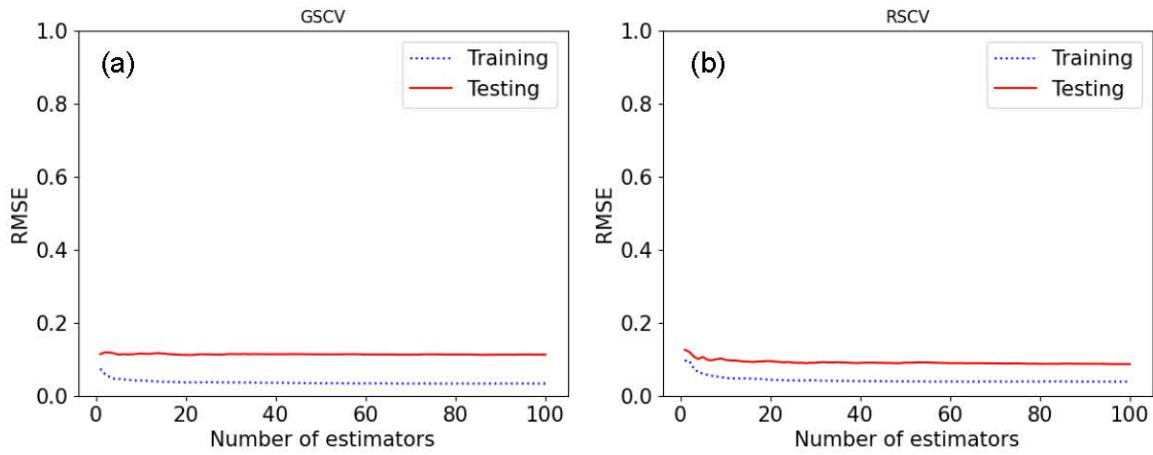 GSCV
1.0
0.8
0.6
0.4
0.2
0.0
RMSE
(a)
Training
Testing
0
20
40
60
80
100
Number of estimators
RSCV
1.0
0.8
0.6
0.4
0.2
0.0
RMSE
(b)
Training
Testing
0
20
40
60
80
100
Number of estimators